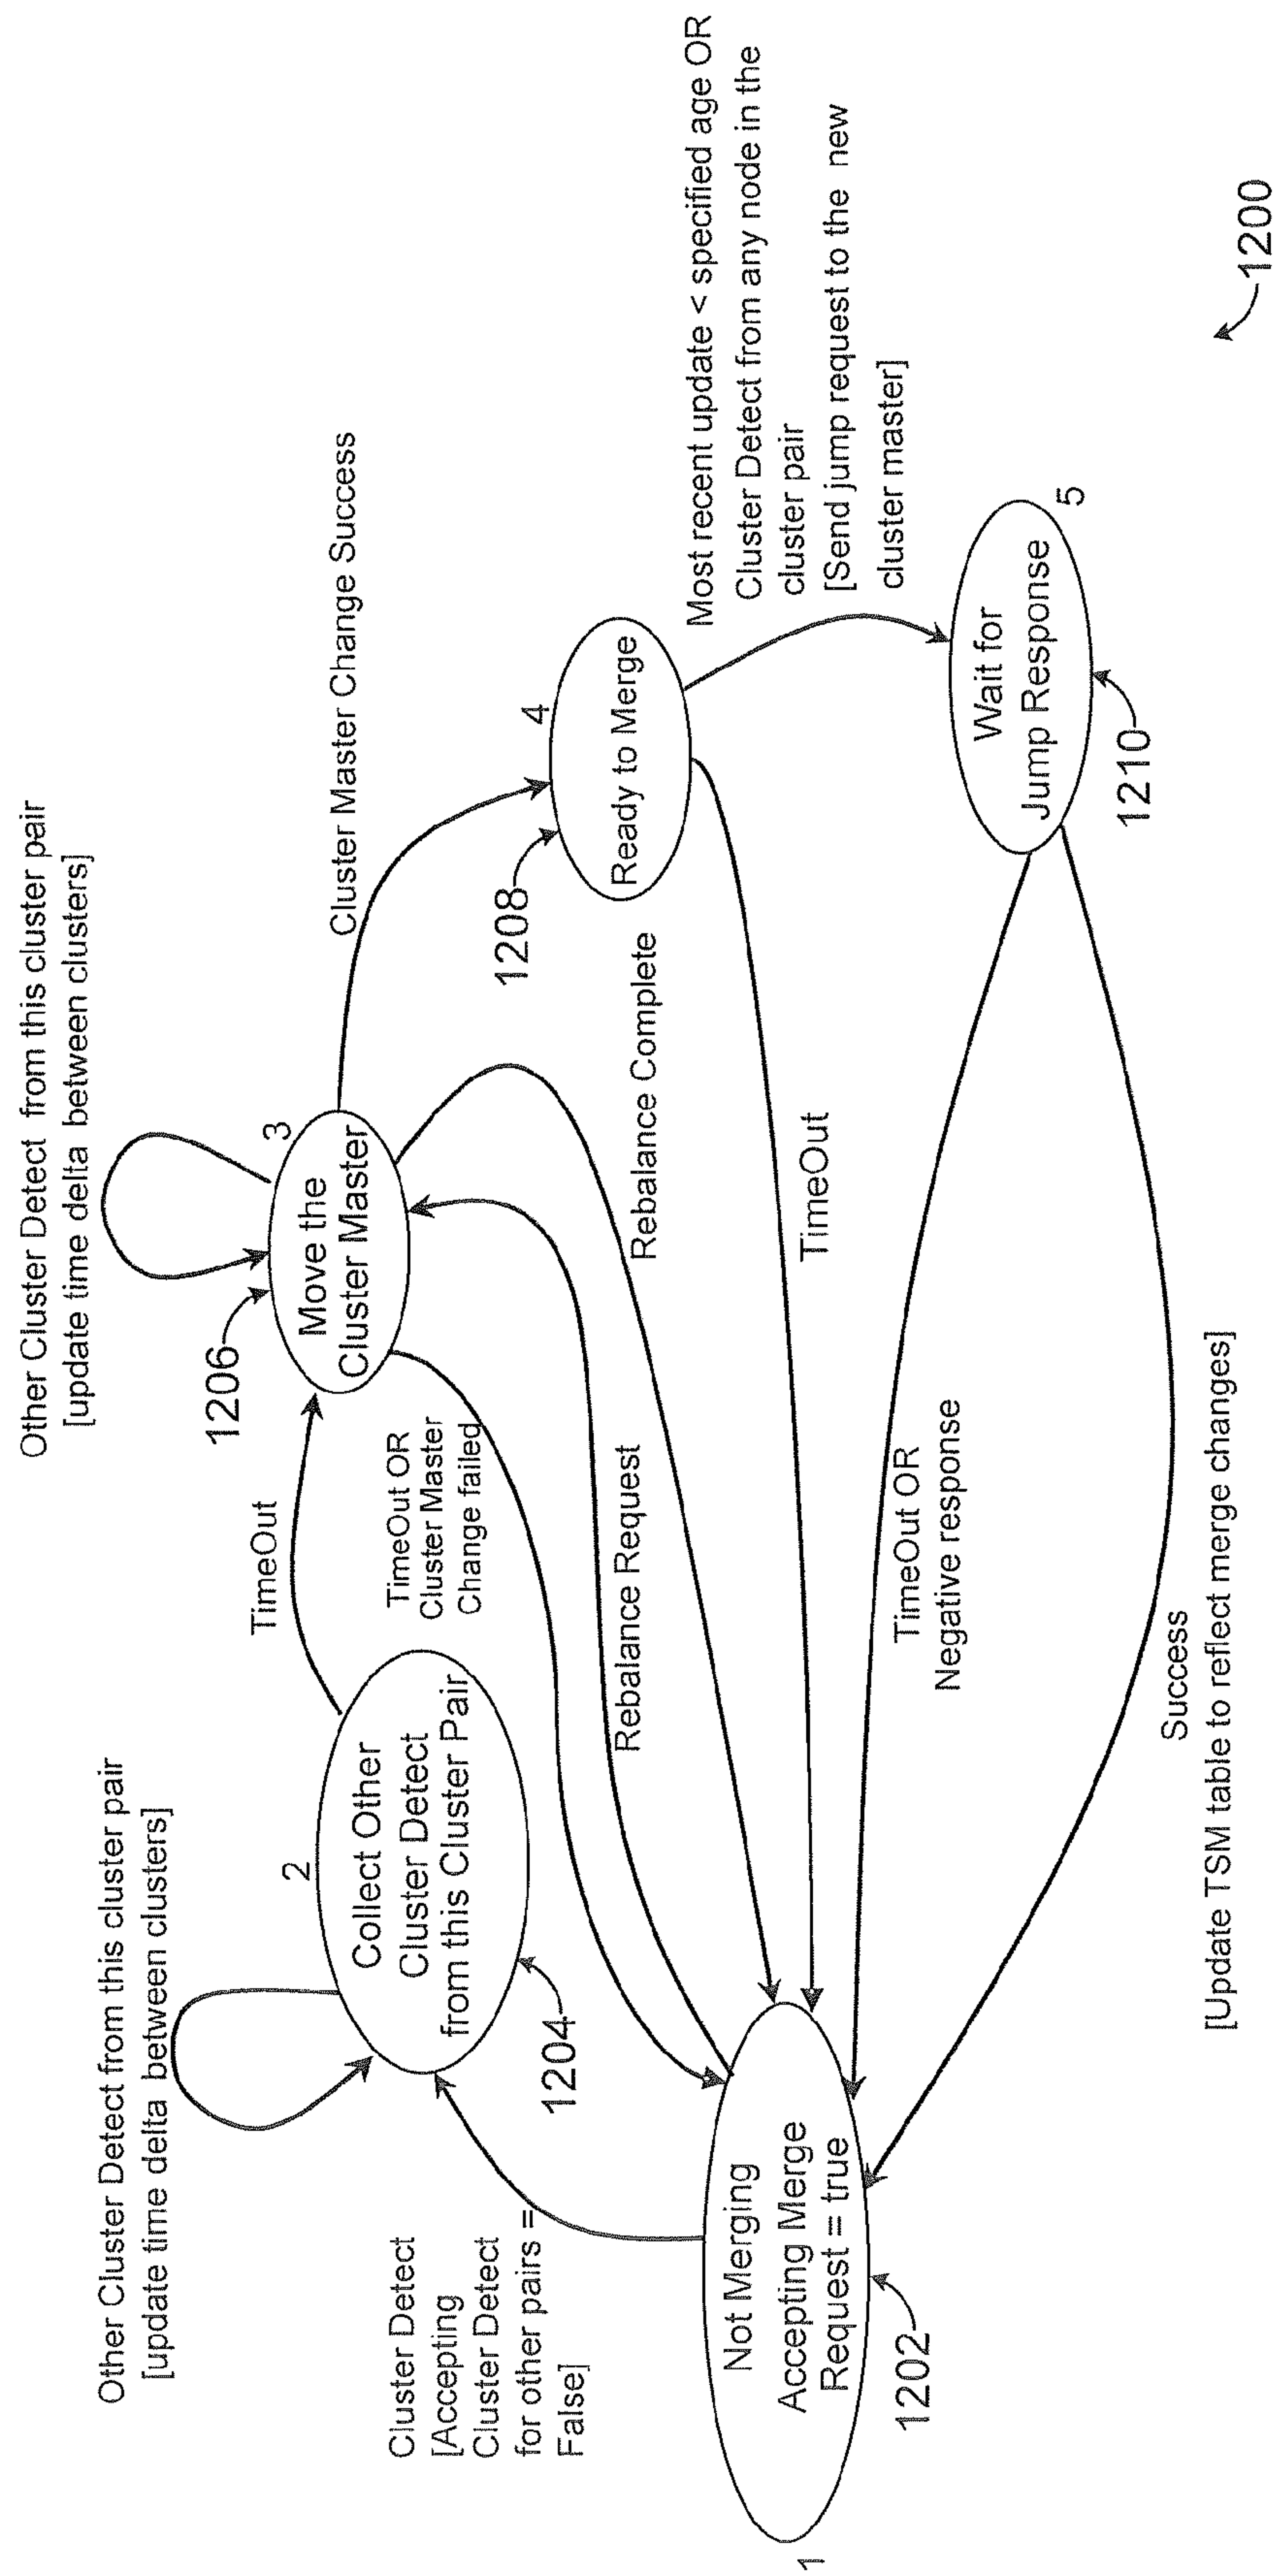 Other Cluster Detect from this cluster pair
[update time delta between clusters]
Other Cluster Detect from this cluster pair
[update time delta between clusters]
Cluster Detect
[Accepting
Cluster Detect
for other pairs =
False]
2
Collect Other
Cluster Detect
from this Cluster Pair
1204
TimeOut
1206
3
Move the
Cluster Master
TimeOut OR
Cluster Master
Change failed
Cluster Master Change Success
1208
4
Ready to Merge
Rebalance Request
Rebalance Complete
TimeOut
Most recent update < specified age OR
Cluster Detect from any node in the
cluster pair
[Send jump request to the new
cluster master]
1
Not Merging
Accepting Merge
Request = true
1202
TimeOut OR
Negative response
Wait for
Jump Response
5
1210
Success
[Update TSM table to reflect merge changes]
1200